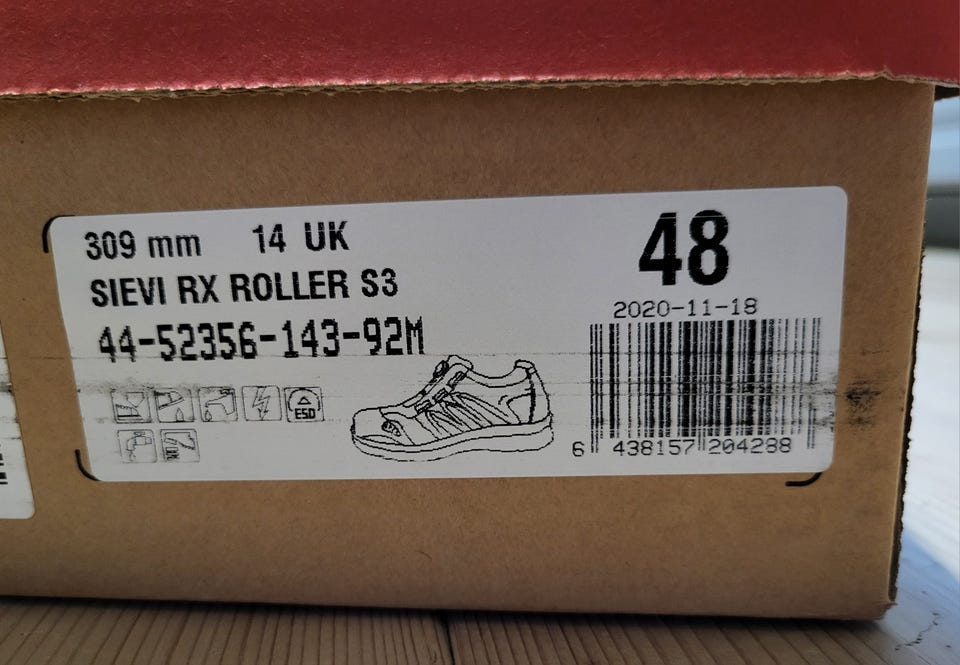 309 mm 14 UK
SIEVI RX ROLLER S3
44-52356-143-92M
ESD
48
2020-11-18
6 438157 204288